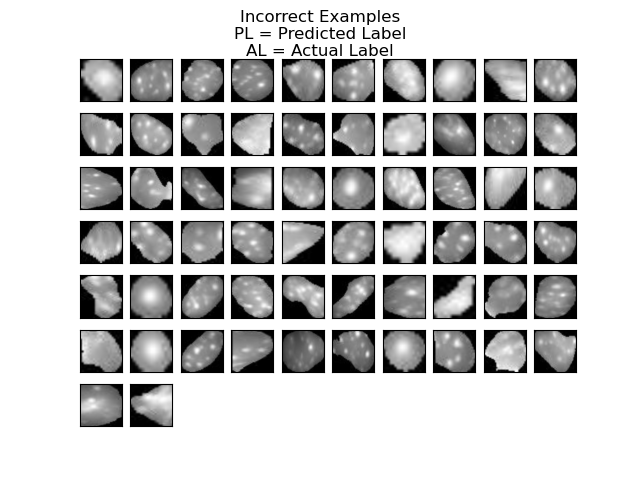 Incorrect Examples
PL = Predicted Label
AL = Actual Label